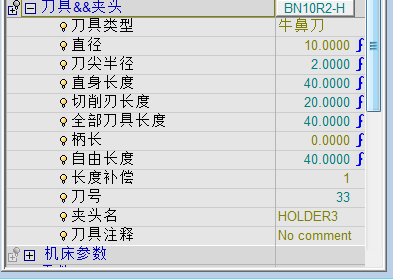 刀具&&夹头 BN10R2-H
刀具类型 牛鼻刀
直径 10.0000 f
刀尖半径 2.0000 f
直身长度 40.0000 f
切削刃长度 20.0000 f
全部刀具长度 40.0000 f
柄长 0.0000 f
自由长度 40.0000 f
长度补偿 1
刀号 33
夹头名 HOLDER3
刀具注释 No comment
机床参数